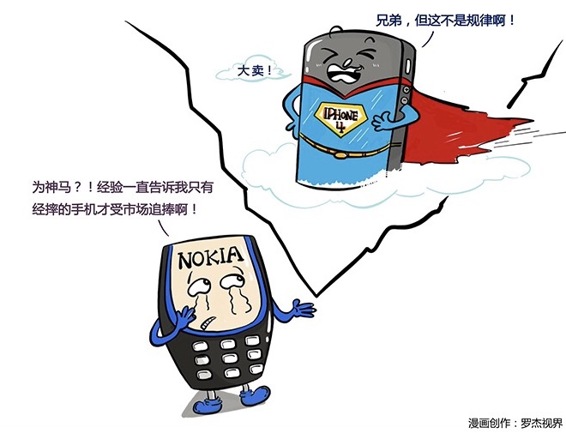 兄弟，但这不是规律啊！
大卖！
IPHONE
4
为神马？！经验一直告诉我只有
经摔的手机才受市场追捧啊！
NOKIA
漫画创作：罗杰视界